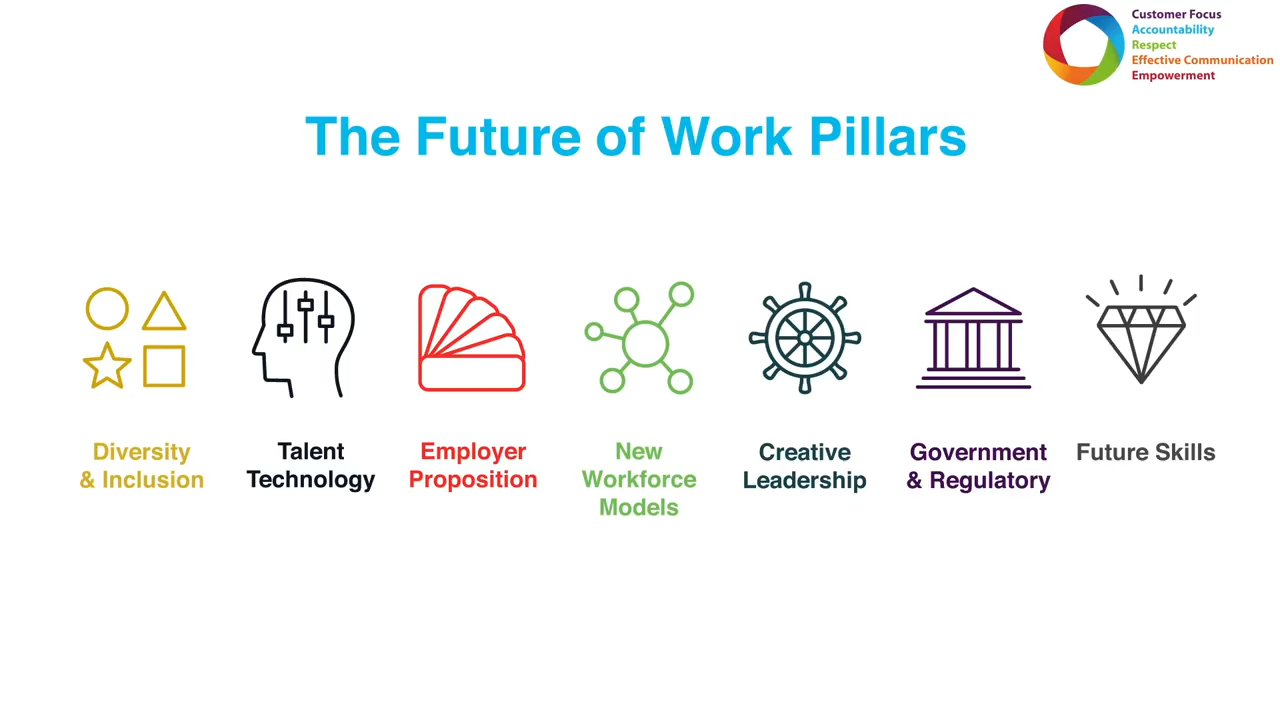 Customer Focus
Accountability
Respect
Effective Communication
Empowerment
The Future of Work Pillars
Diversity
& Inclusion
Talent
Technology
Employer
Proposition
New
Workforce
Models
Creative
Leadership
Government
& Regulatory
Future Skills